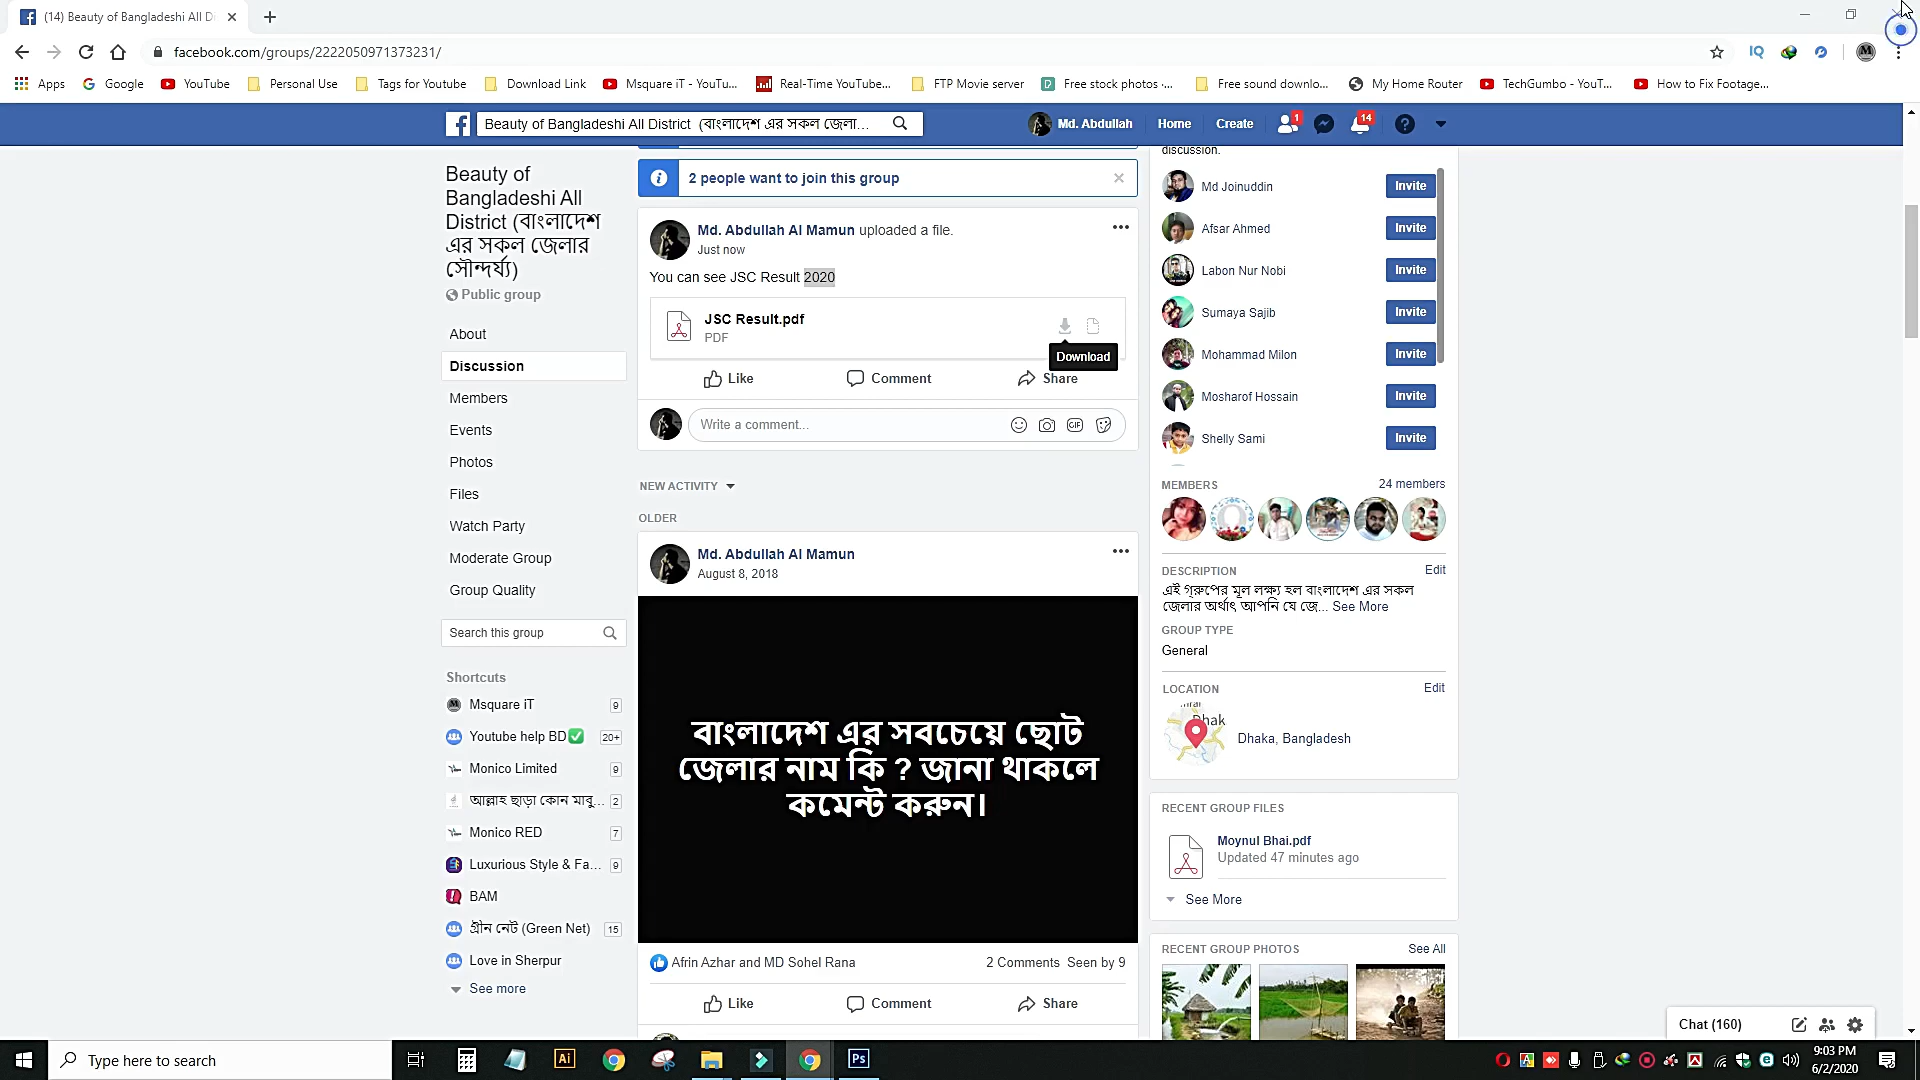 (14) Beauty of Bangladeshi All D
facebook.com/groups/2222050971373231/
Apps
Google
YouTube
Personal Use
Tags for Youtube
Download Link
Msquare iT - YouTu...
Real-Time YouTube...
FTP Movie server
Free stock photos ·...
Free sound downlo...
My Home Router
TechGumbo - YouT...
How to Fix Footage...
Beauty of Bangladeshi All District (বাংলাদেশ এর সকল জেলা...
Md. Abdullah
Home
Create
1
14
Beauty of
Bangladeshi All
District (বাংলাদেশ
এর সকল জেলার
সৌন্দর্য্য)
Public group
About
Discussion
Members
Events
Photos
Files
Watch Party
Moderate Group
Group Quality
Search this group
Shortcuts
Msquare iT 9
Youtube help BD 20+
Monico Limited 9
আল্লাহ ছাড়া কোন মাবু... 2
Monico RED 7
Luxurious Style & Fa... 9
BAM
গ্রীন নেট (Green Net) 15
Love in Sherpur
See more
2 people want to join this group
Md. Abdullah Al Mamun uploaded a file.
Just now
You can see JSC Result 2020
JSC Result.pdf
PDF
Download
Like Comment Share
Write a comment...
GIF
NEW ACTIVITY
OLDER
Md. Abdullah Al Mamun
August 8, 2018
বাংলাদেশ এর সবচেয়ে ছোট
জেলার নাম কি ? জানা থাকলে
কমেন্ট করুন।
Afrin Azhar and MD Sohel Rana
2 Comments Seen by 9
Like Comment Share
discussion.
Md Joinuddin Invite
Afsar Ahmed Invite
Labon Nur Nobi Invite
Sumaya Sajib Invite
Mohammad Milon Invite
Mosharof Hossain Invite
Shelly Sami Invite
MEMBERS 24 members
DESCRIPTION Edit
এই গ্রুপের মূল লক্ষ্য হল বাংলাদেশ এর সকল
জেলার অর্থাৎ আপনি যে জে... See More
GROUP TYPE
General
LOCATION Edit
Dhak
Dhaka, Bangladesh
RECENT GROUP FILES
Moynul Bhai.pdf
Updated 47 minutes ago
See More
RECENT GROUP PHOTOS See All
Chat (160)
Type here to search
Ai
Ps
9:03 PM
6/2/2020